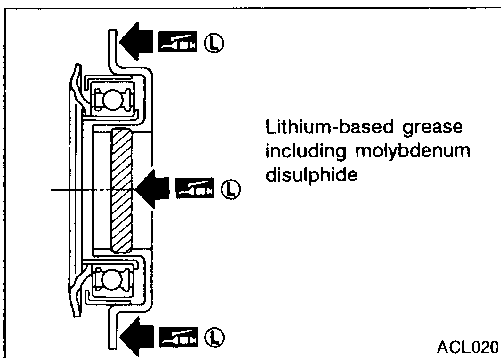 Ⓛ
Lithium-based grease
including molybdenum
disulphide
Ⓛ
Ⓛ
ACL020